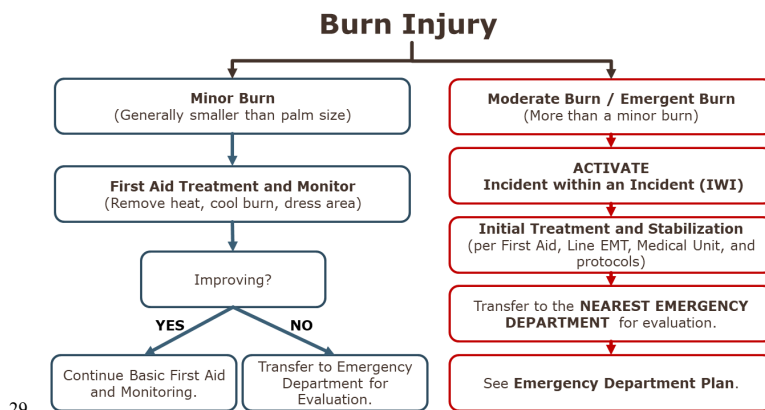 Burn Injury
Minor Burn
(Generally smaller than palm size)
First Aid Treatment and Monitor
(Remove heat, cool burn, dress area)
Improving?
YES
NO
Continue Basic First Aid
and Monitoring.
Transfer to Emergency
Department for
Evaluation.
Moderate Burn / Emergent Burn
(More than a minor burn)
ACTIVATE
Incident within an Incident (IWI)
Initial Treatment and Stabilization
(per First Aid, Line EMT, Medical Unit, and
protocols)
Transfer to the NEAREST EMERGENCY
DEPARTMENT for evaluation.
See Emergency Department Plan.
29